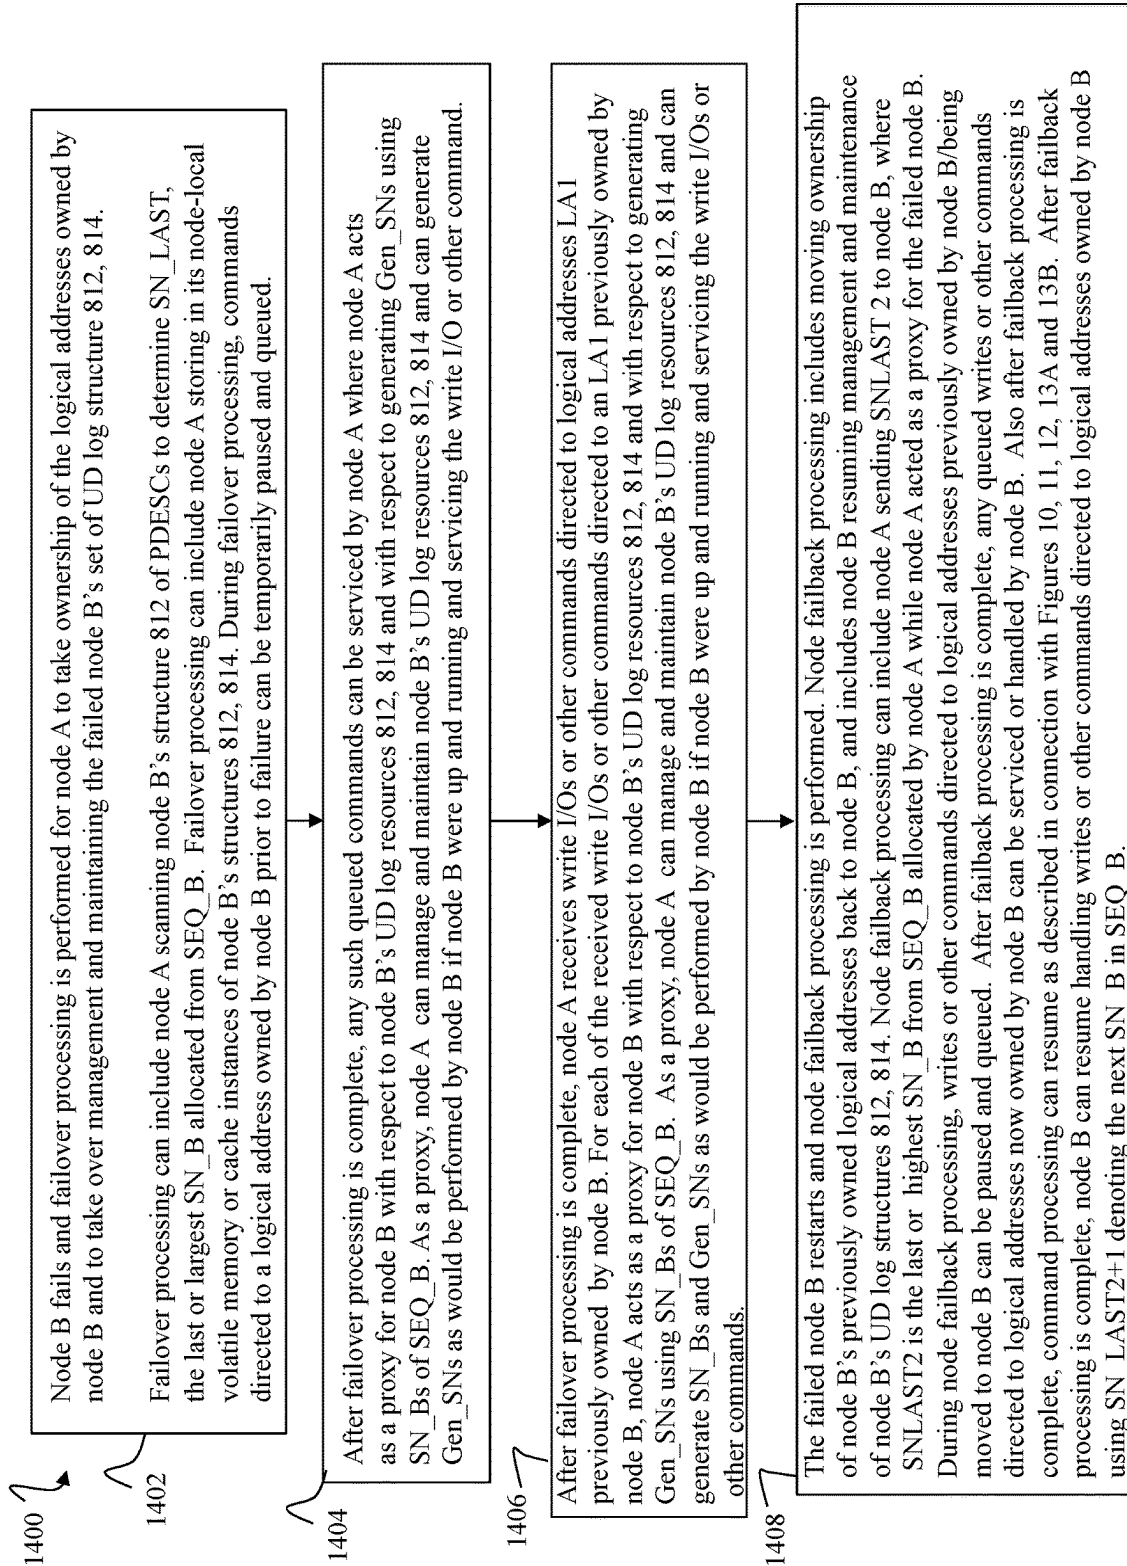 1400
1402
Node B fails and failover processing is performed for node A to take ownership of the logical addresses owned by
node B and to take over management and maintaining the failed node B's set of UD log structure 812, 814.
Failover processing can include node A scanning node B's structure 812 of PDESCs to determine SN_LAST,
the last or largest SN_B allocated from SEQ_B. Failover processing can include node A storing in its node-local
volatile memory or cache instances of node B's structures 812, 814. During failover processing, commands
directed to a logical address owned by node B prior to failure can be temporarily paused and queued.
1404
After failover processing is complete, any such queued commands can be serviced by node A where node A acts
as a proxy for node B with respect to node B's UD log resources 812, 814 and with respect to generating Gen_SNs using
SN_Bs of SEQ_B. As a proxy, node A can manage and maintain node B's UD log resources 812, 814 and can generate
Gen_SNs as would be performed by node B if node B were up and running and servicing the write I/O or other command.
1406
After failover processing is complete, node A receives write I/Os or other commands directed to logical addresses LA1
previously owned by node B. For each of the received write I/Os or other commands directed to an LA1 previously owned by
node B, node A acts as a proxy for node B with respect to node B's UD log resources 812, 814 and with respect to generating
Gen_SNs using SN_Bs of SEQ_B. As a proxy, node A can manage and maintain node B's UD log resources 812, 814 and can
generate SN_Bs and Gen_SNs as would be performed by node B if node B were up and running and servicing the write I/Os or
other commands.
1408
The failed node B restarts and node failback processing is performed. Node failback processing includes moving ownership
of node B's previously owned logical addresses back to node B, and includes node B resuming management and maintenance
of node B's UD log structures 812, 814. Node failback processing can include node A sending SNLAST 2 to node B, where
SNLAST2 is the last or highest SN_B from SEQ_B allocated by node A while node A acted as a proxy for the failed node B.
During node failback processing, writes or other commands directed to logical addresses previously owned by node B/being
moved to node B can be paused and queued. After failback processing is complete, any queued writes or other commands
directed to logical addresses now owned by node B can be serviced or handled by node B. Also after failback processing is
complete, command processing can resume as described in connection with Figures 10, 11, 12, 13A and 13B. After failback
processing is complete, node B can resume handling writes or other commands directed to logical addresses owned by node B
using SN_LAST2+1 denoting the next SN_B in SEQ_B.